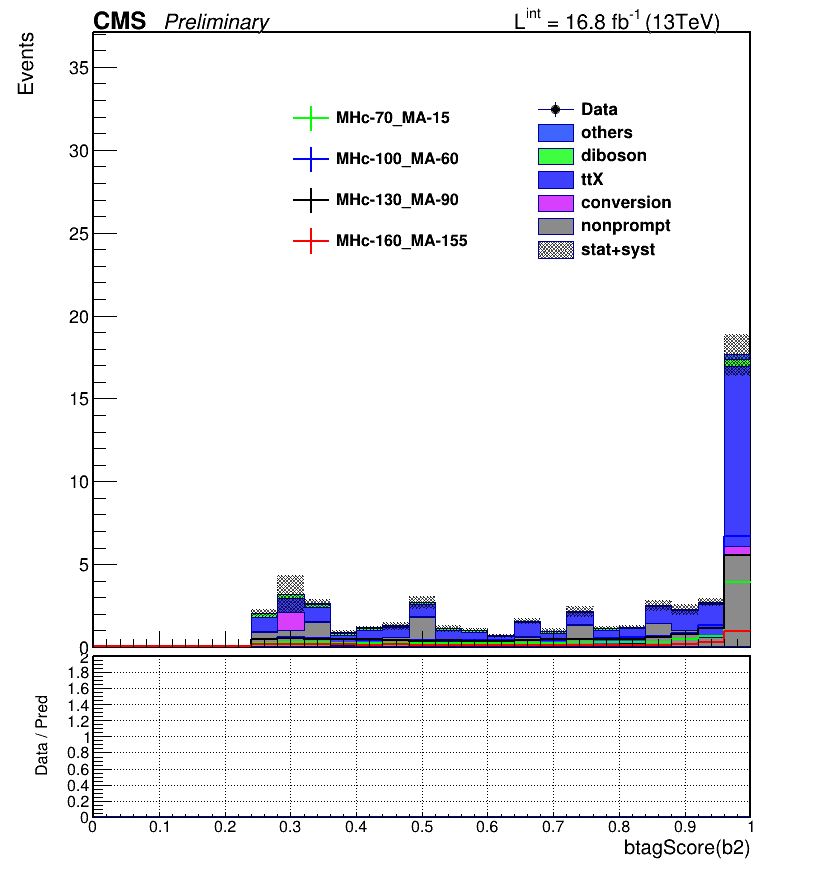 CMS Preliminary L^int = 16.8 fb^-1 (13TeV)
Events
35
30
25
20
15
10
5
0
MHc-70_MA-15
MHc-100_MA-60
MHc-130_MA-90
MHc-160_MA-155
Data
others
diboson
ttX
conversion
nonprompt
stat+syst
Data / Pred
2
1.8
1.6
1.4
1.2
1
0.8
0.6
0.4
0.2
0
0 0.1 0.2 0.3 0.4 0.5 0.6 0.7 0.8 0.9 1
btagScore(b2)